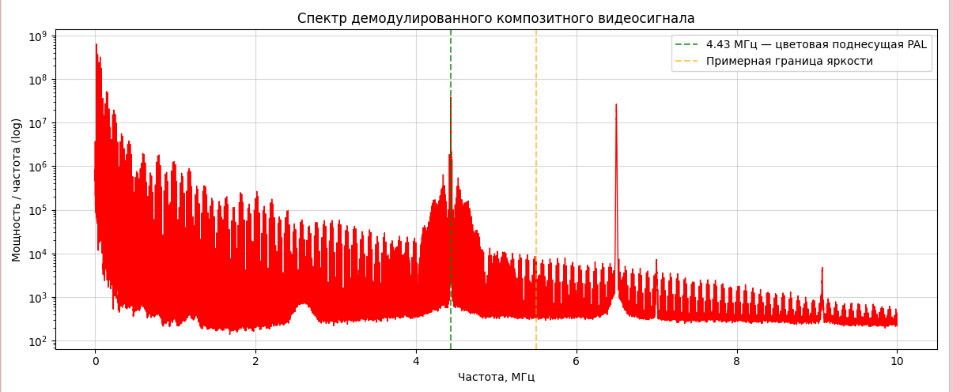 Спектр демодулированного композитного видеосигнала
Мощность / частота (log)
10⁹
10⁸
10⁷
10⁶
10⁵
10⁴
10³
10²
4.43 МГц — цветовая поднесущая PAL
Примерная граница яркости
0 2 4 6 8 10
Частота, МГц